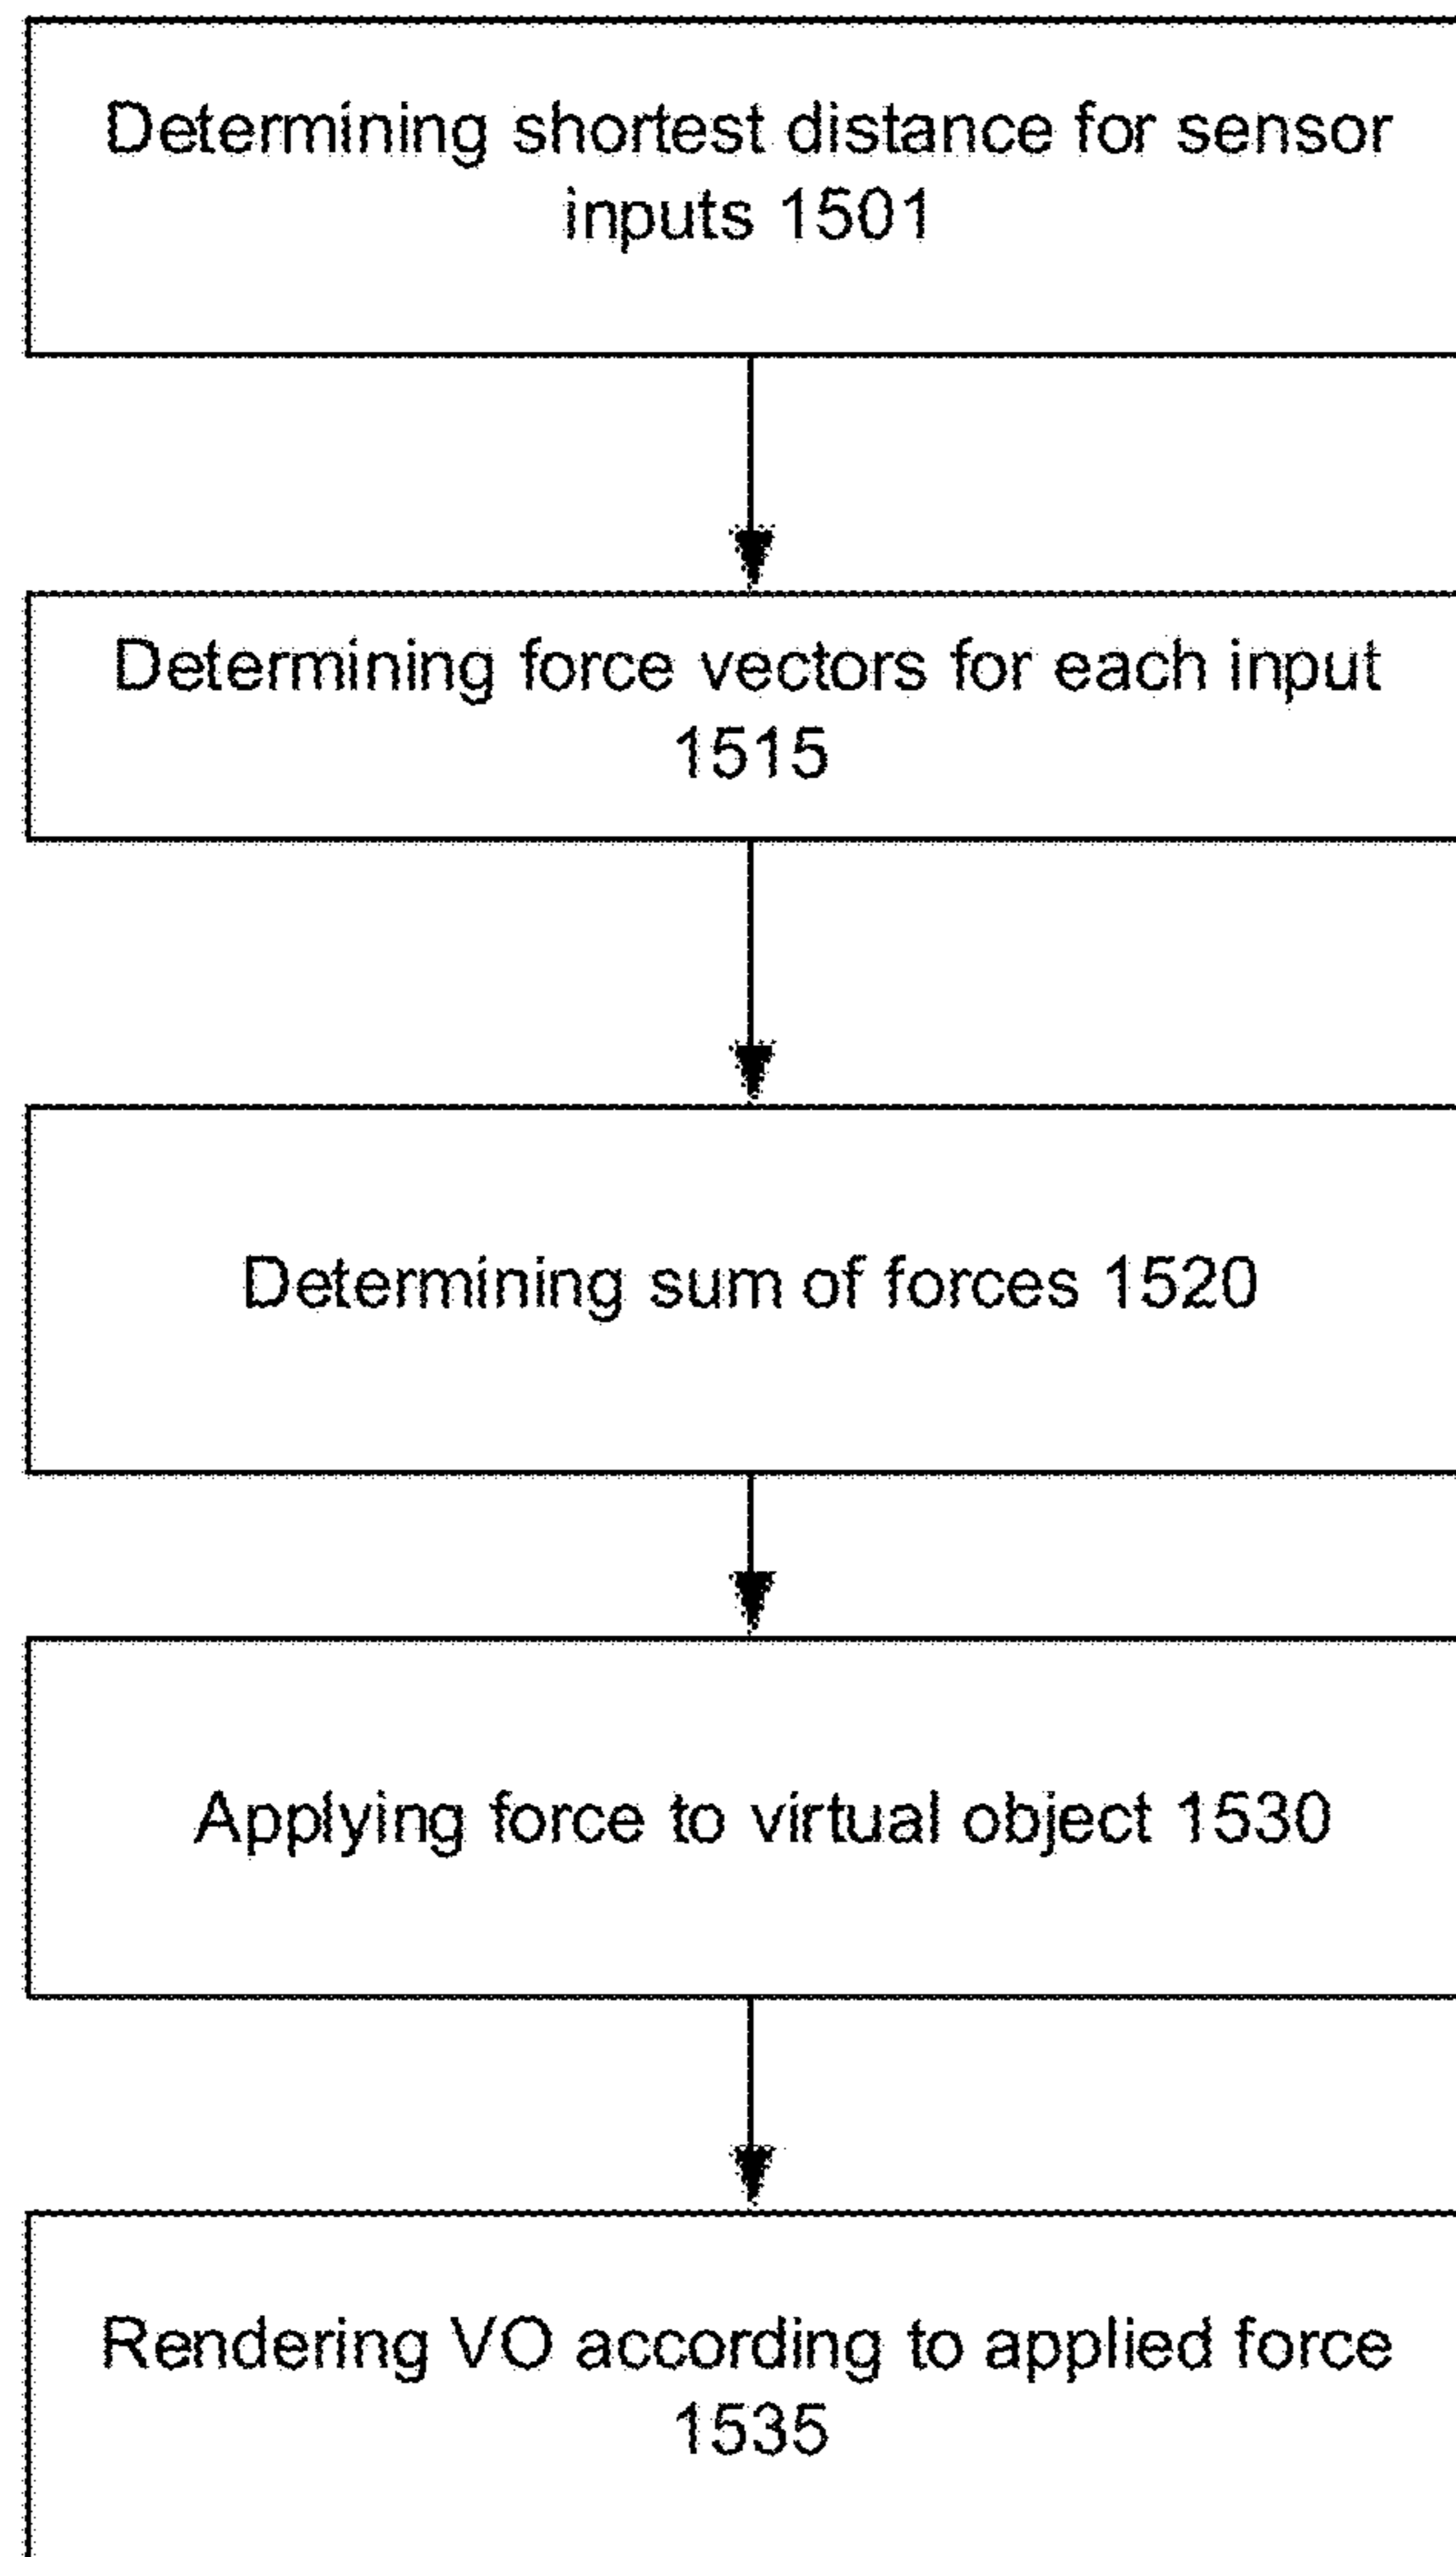 Determining shortest distance for sensor
inputs 1501
Determining force vectors for each input
1515
Determining sum of forces 1520
Applying force to virtual object 1530
Rendering VO according to applied force
1535